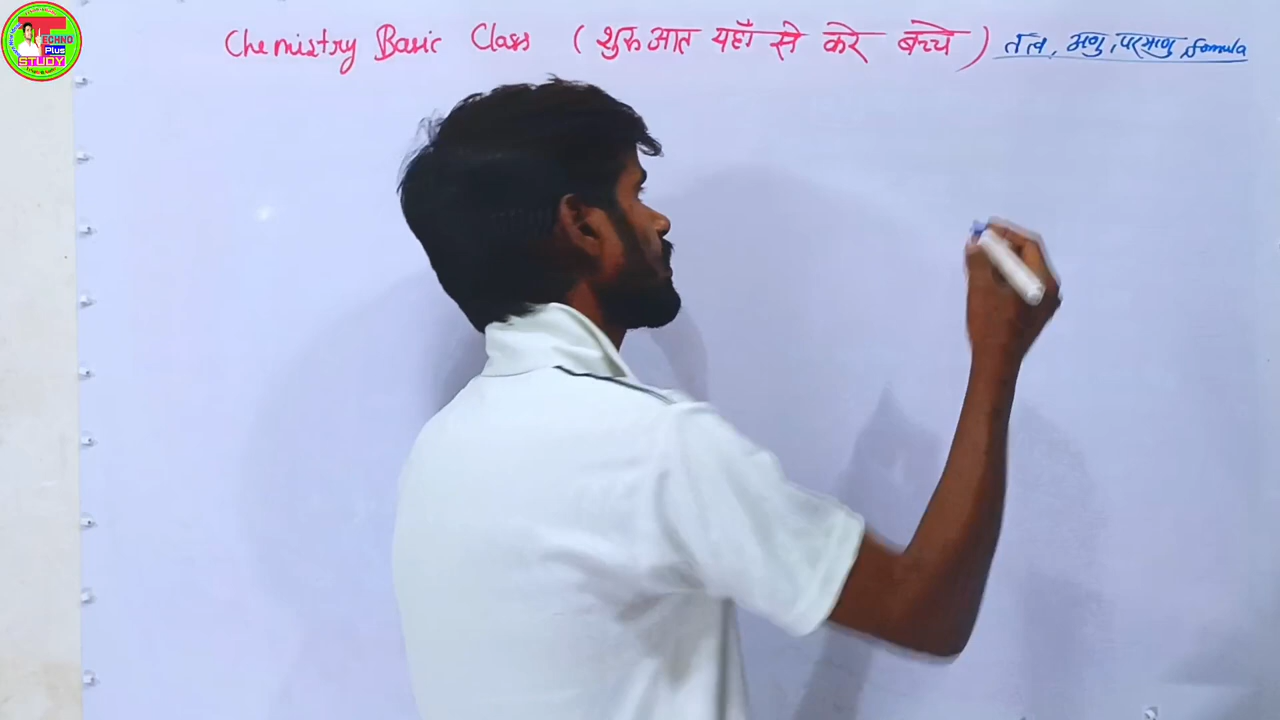 TECHNO
Plus
STUDY
Chemistry Basic Class (शुरुआत यहाँ से करे बच्चे) तत्व, अणु, परमाणु, formula